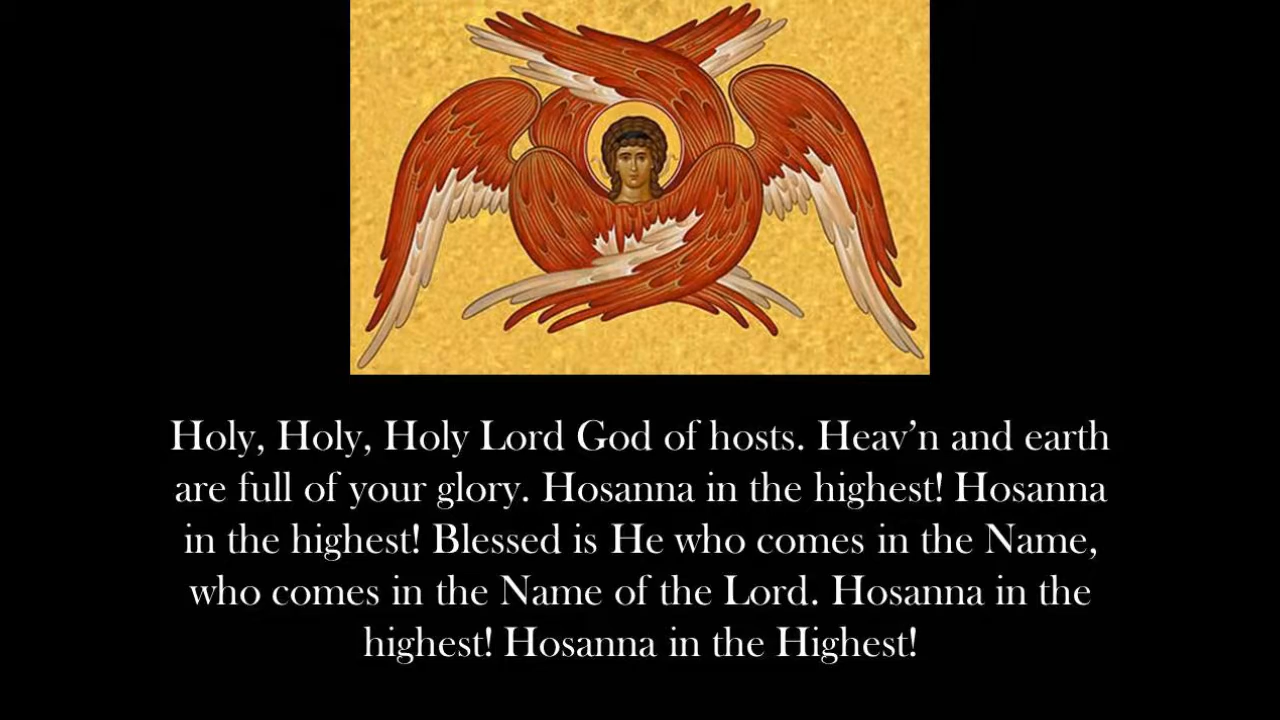 Holy, Holy, Holy Lord God of hosts. Heav’n and earth
are full of your glory. Hosanna in the highest! Hosanna
in the highest! Blessed is He who comes in the Name,
who comes in the Name of the Lord. Hosanna in the
highest! Hosanna in the Highest!